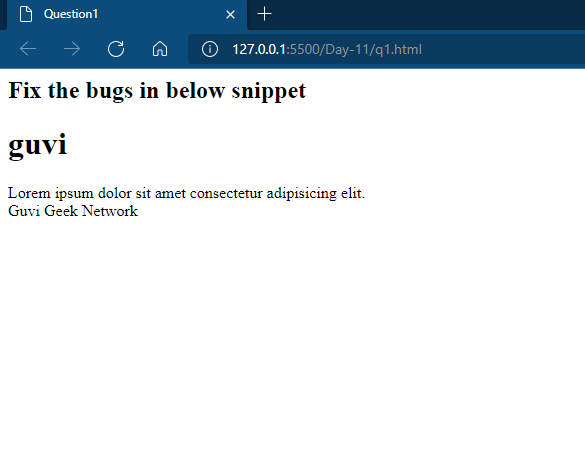 Question1
127.0.0.1:5500/Day-11/q1.html
Fix the bugs in below snippet
guvi
Lorem ipsum dolor sit amet consectetur adipisicing elit.
Guvi Geek Network